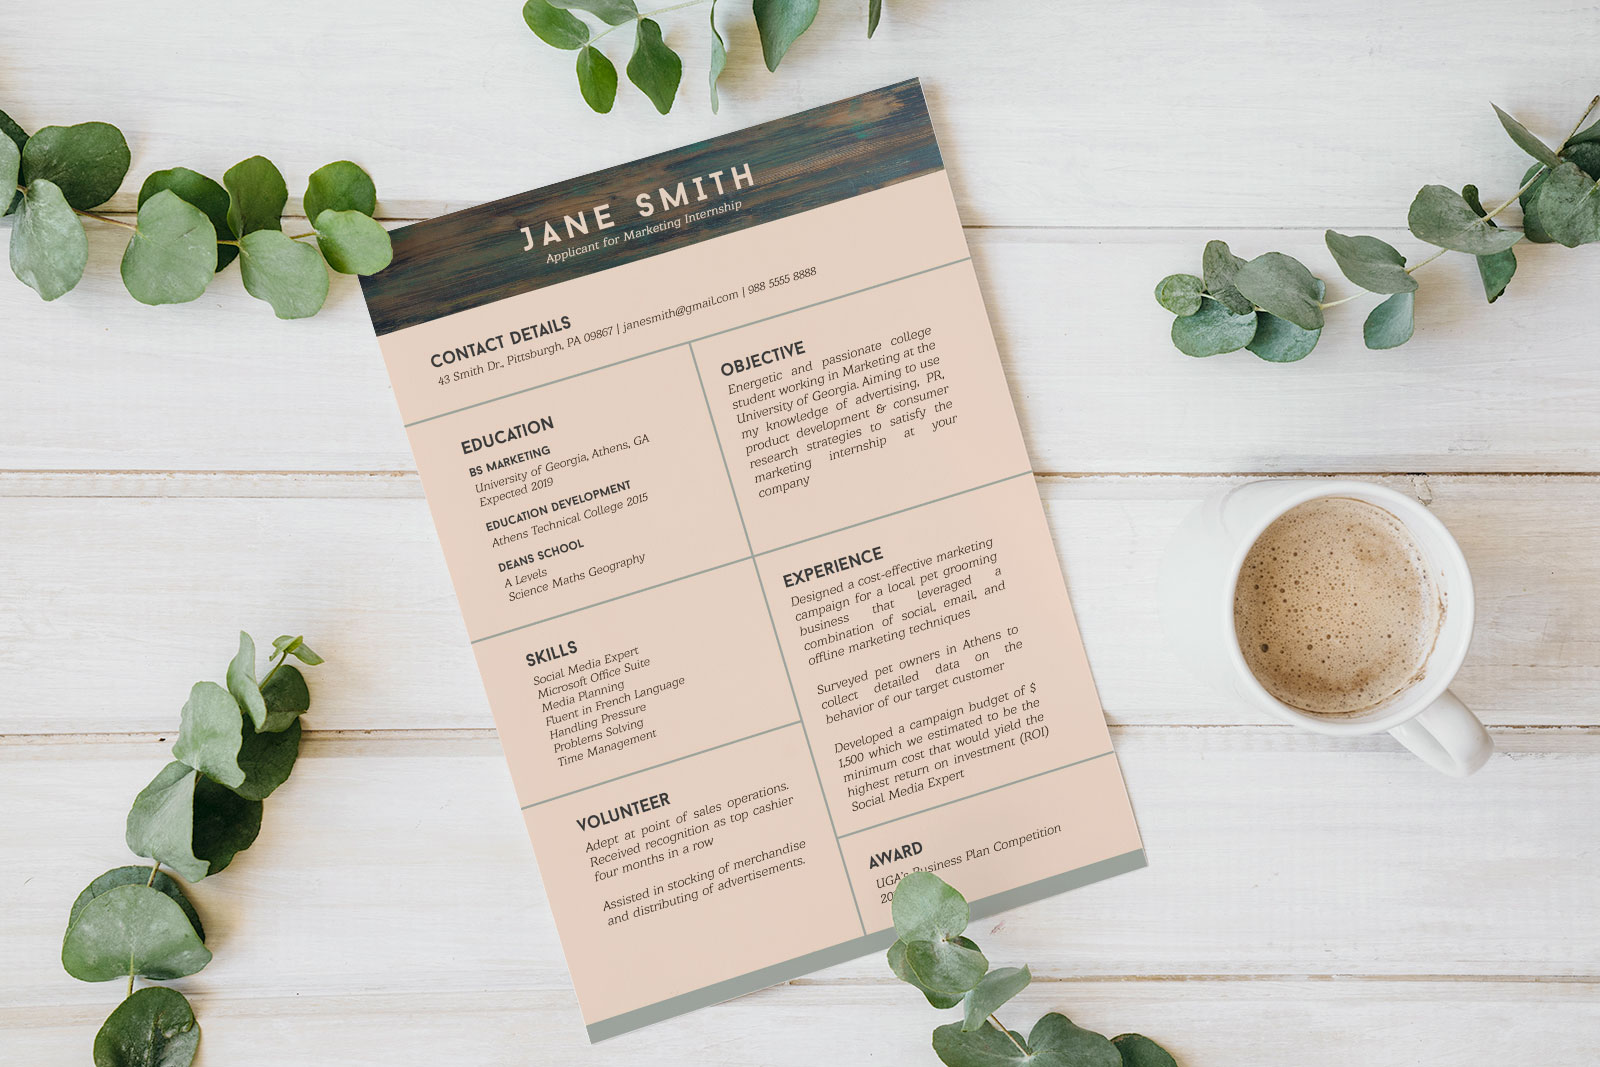 JANE SMITH
Applicant for Marketing Internship
CONTACT DETAILS
43 Smith Dr., Pittsburgh, PA 09867 | janesmith@gmail.com | 988 5555 8888
EDUCATION
BS MARKETING
University of Georgia, Athens, GA
Expected 2019
EDUCATION DEVELOPMENT
Athens Technical College 2015
DEANS SCHOOL
A Levels
Science Maths Geography
SKILLS
Social Media Expert
Microsoft Office Suite
Media Planning
Fluent in French Language
Handling Pressure
Problems Solving
Time Management
VOLUNTEER
Adept at point of sales operations.
Received recognition as top cashier
four months in a row
Assisted in stocking of merchandise
and distributing of advertisements.
OBJECTIVE
Energetic and passionate college
student working in Marketing at the
University of Georgia. Aiming to use
my knowledge of advertising, PR,
product development & consumer
research strategies to satisfy the
marketing internship at your
company
EXPERIENCE
Designed a cost-effective marketing
campaign for a local pet grooming
business that leveraged a
combination of social, email, and
offline marketing techniques
Surveyed pet owners in Athens to
collect detailed data on the
behavior of our target customer
Developed a campaign budget of $
1,500 which we estimated to be the
minimum cost that would yield the
highest return on investment (ROI)
Social Media Expert
AWARD
UGA's Business Plan Competition